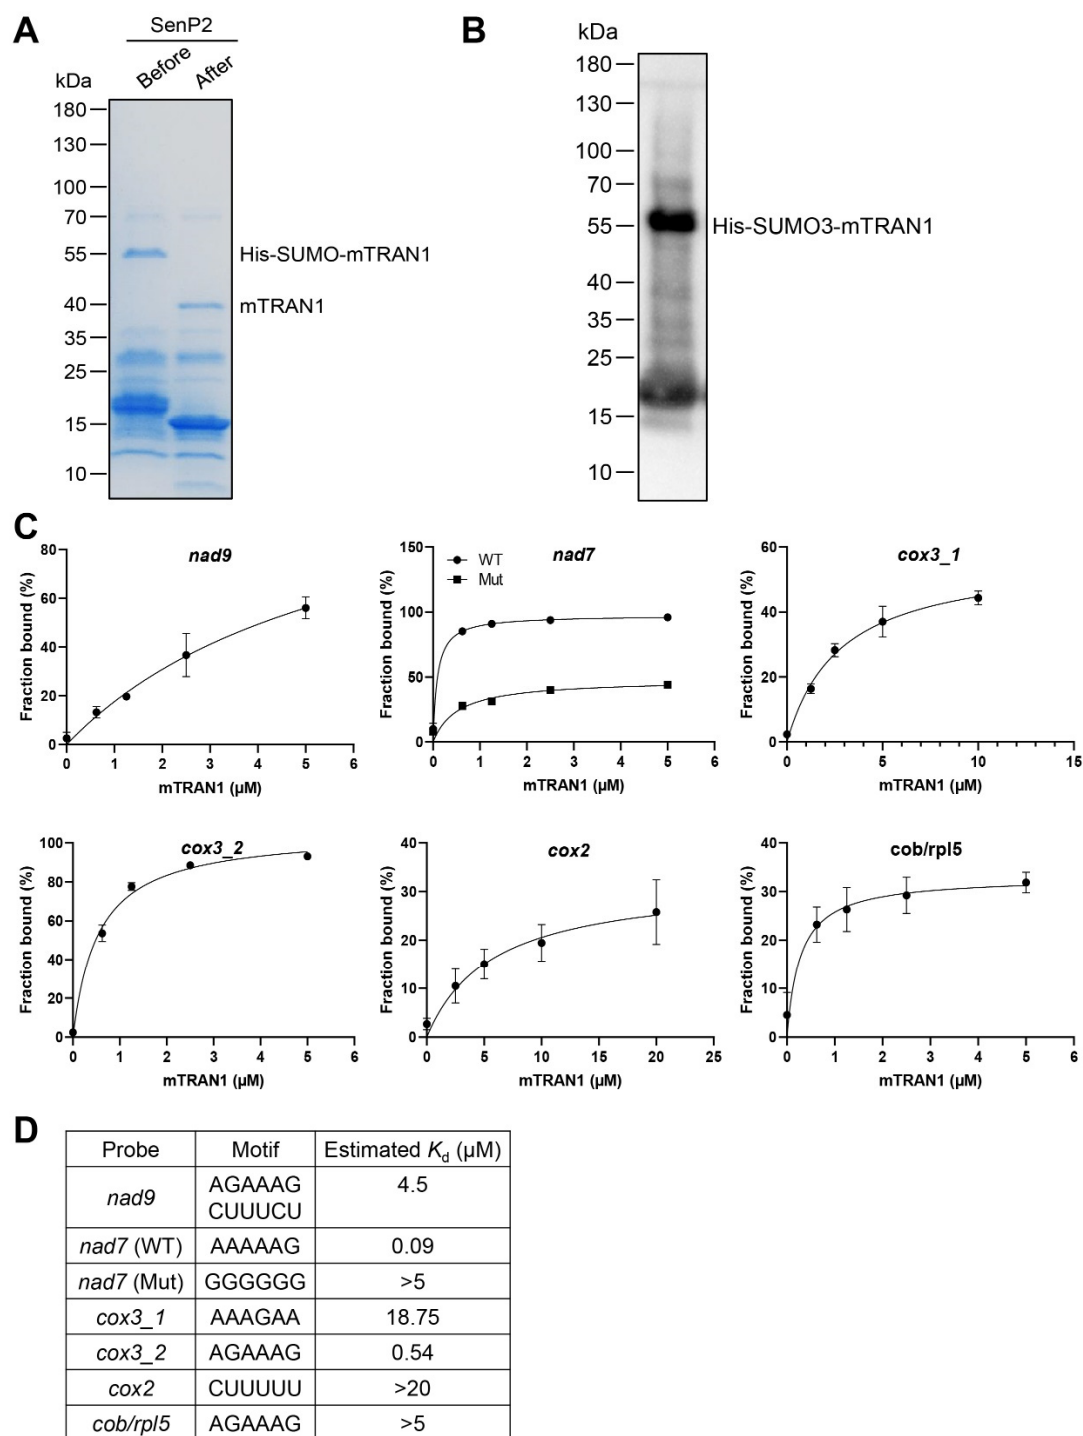 A
SenP2
Before After
kDa
180
130
100
70
55
40
35
25
15
10
His-SUMO-mTRAN1
mTRAN1
B
kDa
180
130
100
70
55
40
35
25
15
10
His-SUMO3-mTRAN1
C
nad9
Fraction bound (%)
80
60
40
20
0
0 1 2 3 4 5 6
mTRAN1 (µM)
nad7
WT
Mut
Fraction bound (%)
150
100
50
0
0 1 2 3 4 5 6
mTRAN1 (µM)
cox3_1
Fraction bound (%)
60
40
20
0
0 5 10 15
mTRAN1 (µM)
cox3_2
Fraction bound (%)
100
80
60
40
20
0
0 1 2 3 4 5 6
mTRAN1 (µM)
cox2
Fraction bound (%)
40
30
20
10
0
0 5 10 15 20 25
mTRAN1 (µM)
cob/rpl5
Fraction bound (%)
40
30
20
10
0
0 1 2 3 4 5 6
mTRAN1 (µM)
D
Probe Motif Estimated Kd (µM)
nad9 AGAAAG 4.5
CUUUCU
nad7 (WT) AAAAAG 0.09
nad7 (Mut) GGGGGG >5
cox3_1 AAAGAA 18.75
cox3_2 AGAAAG 0.54
cox2 CUUUUU >20
cob/rpl5 AGAAAG >5